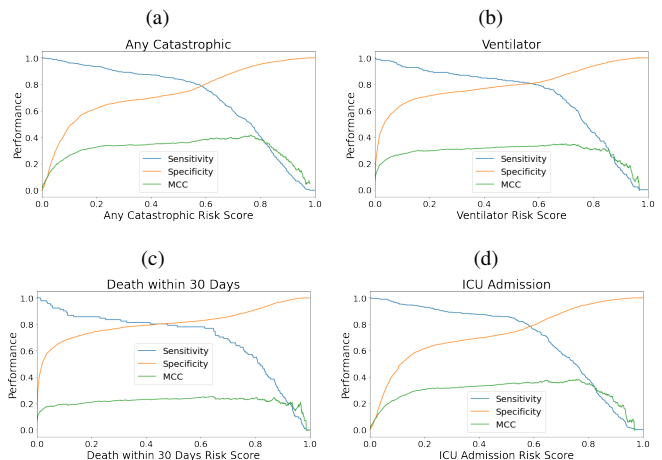 (a)
Any Catastrophic
1.0
0.8
0.6
0.4
0.2
0.0
Performance
Sensitivity
Specificity
MCC
0.0 0.2 0.4 0.6 0.8 1.0
Any Catastrophic Risk Score
(b)
Ventilator
1.0
0.8
0.6
0.4
0.2
0.0
Performance
Sensitivity
Specificity
MCC
0.0 0.2 0.4 0.6 0.8 1.0
Ventilator Risk Score
(c)
Death within 30 Days
1.0
0.8
0.6
0.4
0.2
0.0
Performance
Sensitivity
Specificity
MCC
0.0 0.2 0.4 0.6 0.8 1.0
Death within 30 Days Risk Score
(d)
ICU Admission
1.0
0.8
0.6
0.4
0.2
0.0
Performance
Sensitivity
Specificity
MCC
0.0 0.2 0.4 0.6 0.8 1.0
ICU Admission Risk Score